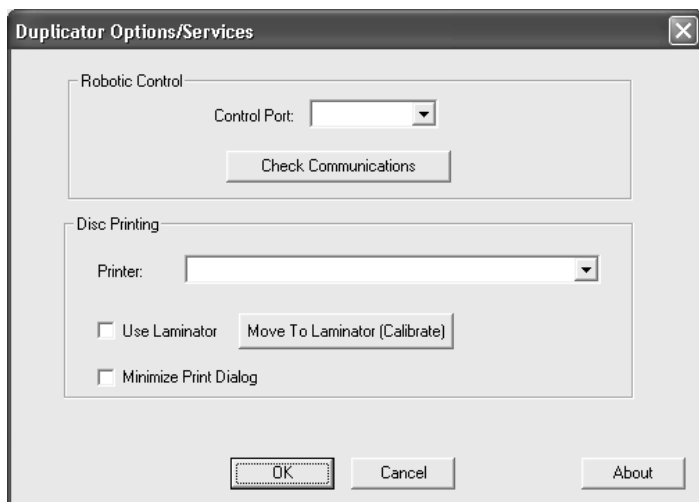 Duplicator Options/Services
Robotic Control
Control Port:
Check Communications
Disc Printing
Printer:
Use Laminator Move To Laminator (Calibrate)
Minimize Print Dialog
OK Cancel About